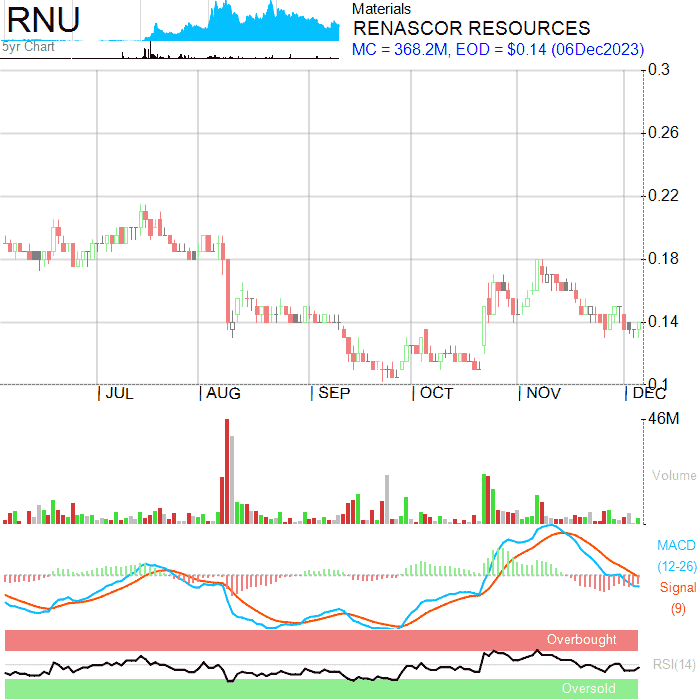 RNU
5yr Chart
Materials
RENASCOR RESOURCES
MC = 368.2M, EOD = $0.14 (06Dec2023)
0.3
0.26
0.22
0.18
0.14
0.1
JUL AUG SEP OCT NOV DEC
46M
Volume
MACD
(12-26)
Signal
(9)
Overbought
RSI(14)
Oversold